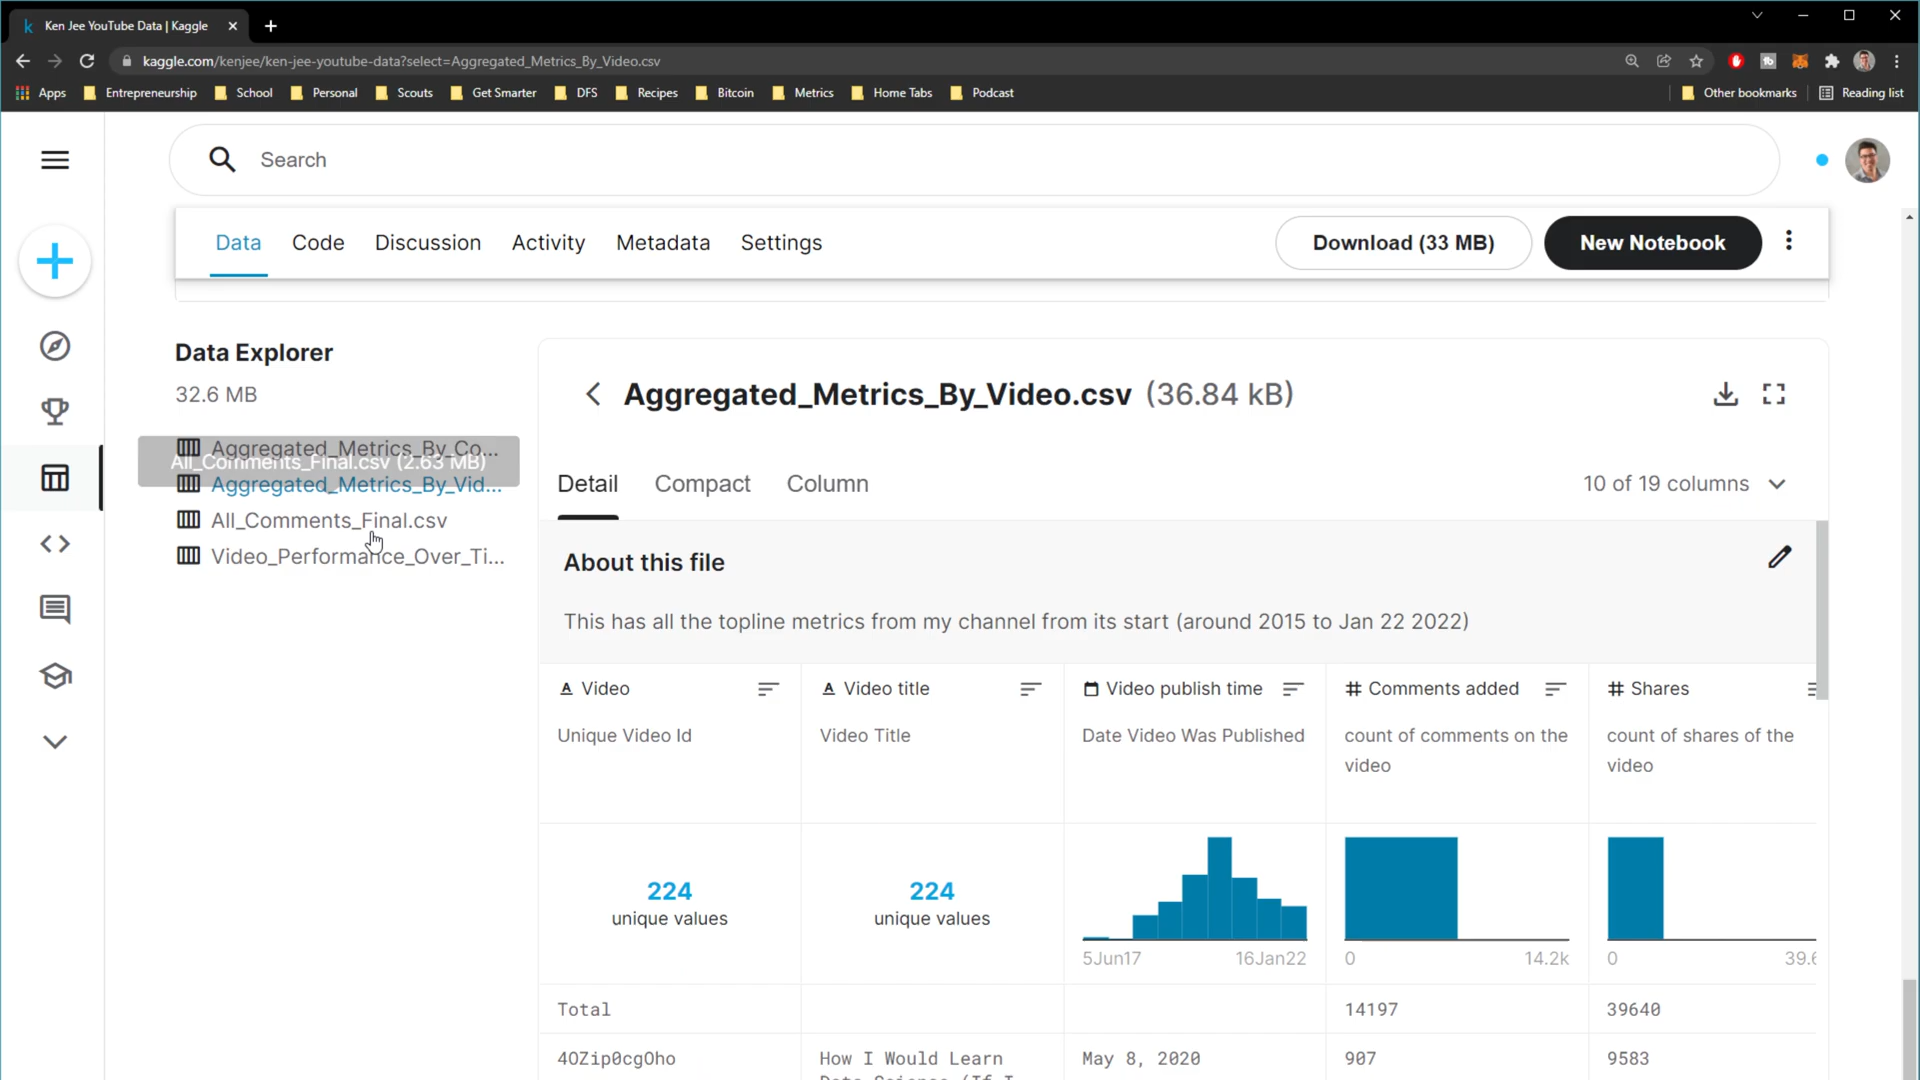 Ken Jee YouTube Data | Kaggle
kaggle.com/kenjee/ken-jee-youtube-data?select=Aggregated_Metrics_By_Video.csv
Apps Entrepreneurship School Personal Scouts Get Smarter DFS Recipes Bitcoin Metrics Home Tabs Podcast Other bookmarks Reading list
Search
Data Code Discussion Activity Metadata Settings Download (33 MB) New Notebook
Data Explorer
32.6 MB
Aggregated_Metrics_By_Co...
All_Comments_Final.csv (2.63 MB)
Aggregated_Metrics_By_Vid...
All_Comments_Final.csv
Video_Performance_Over_Ti...
Aggregated_Metrics_By_Video.csv (36.84 kB)
Detail Compact Column 10 of 19 columns
About this file
This has all the topline metrics from my channel from its start (around 2015 to Jan 22 2022)
A Video A Video title Video publish time # Comments added # Shares
Unique Video Id Video Title Date Video Was Published count of comments on the count of shares of the
video video
224 224
unique values unique values
5Jun17 16Jan22 0 14.2k 0 39.6
Total 14197 39640
4OZip0cgOho How I Would Learn May 8, 2020 907 9583
Data Science (If I